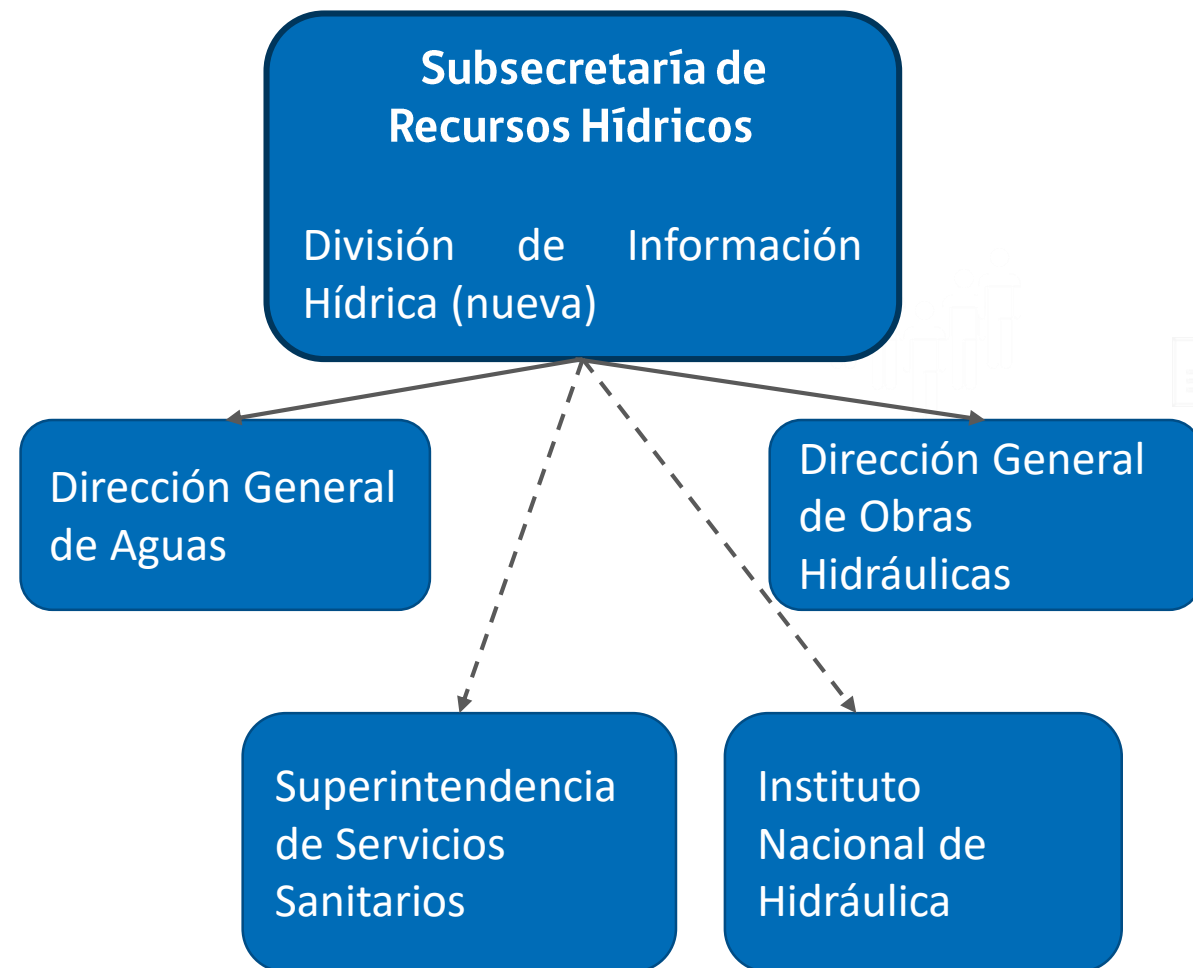 Subsecretaría de
Recursos Hídricos
División de Información
Hídrica (nueva)
Dirección General
de Aguas
Dirección General
de Obras
Hidráulicas
Superintendencia
de Servicios
Sanitarios
Instituto
Nacional de
Hidráulica